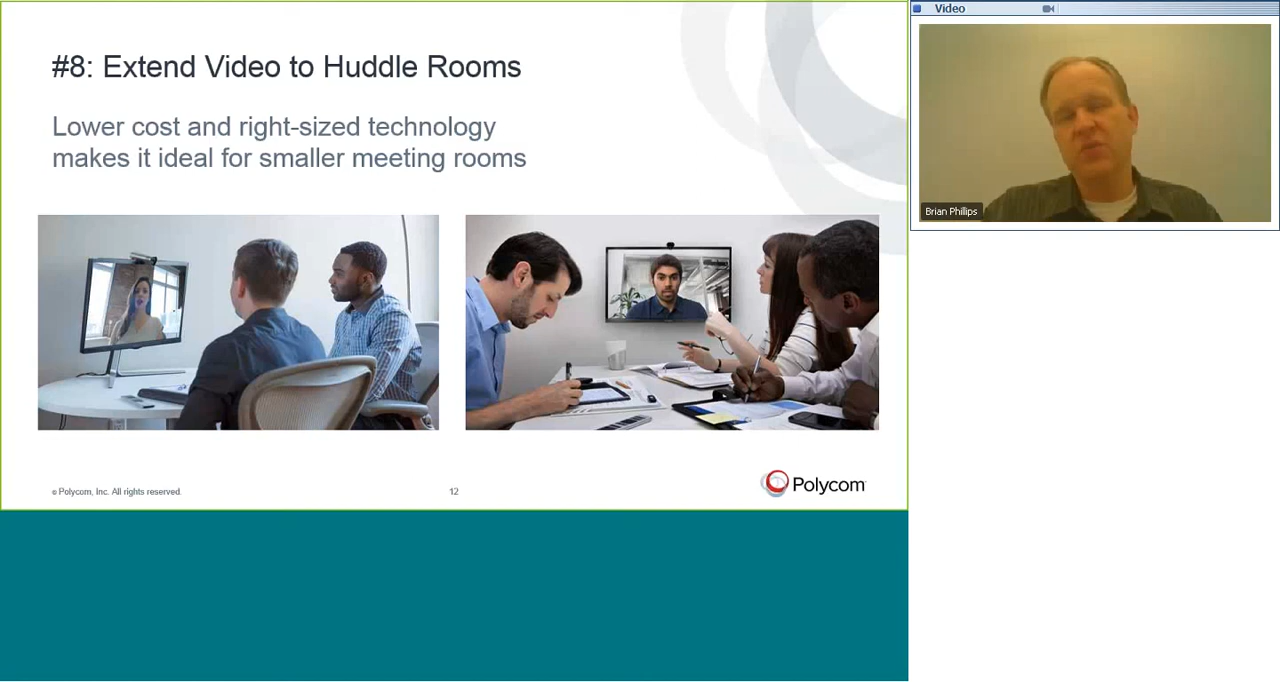 #8: Extend Video to Huddle Rooms
Lower cost and right-sized technology
makes it ideal for smaller meeting rooms
© Polycom, Inc. All rights reserved.
12
Polycom
Video
Brian Phillips